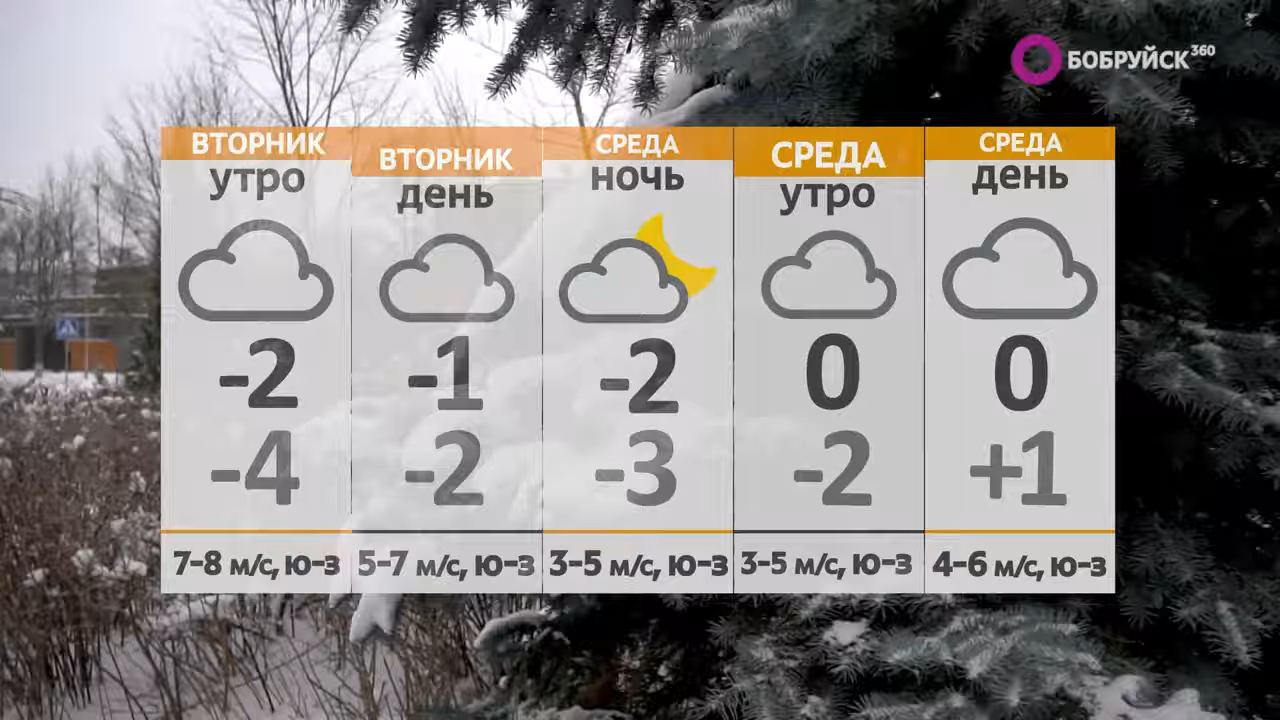 БОБРУЙСК360
ВТОРНИК
утро
-2
-4
7-8 м/с, ю-з
ВТОРНИК
день
-1
-2
5-7 м/с, ю-з
СРЕДА
ночь
-2
-3
3-5 м/с, ю-з
СРЕДА
утро
0
-2
3-5 м/с, ю-з
СРЕДА
день
0
+1
4-6 м/с, ю-з